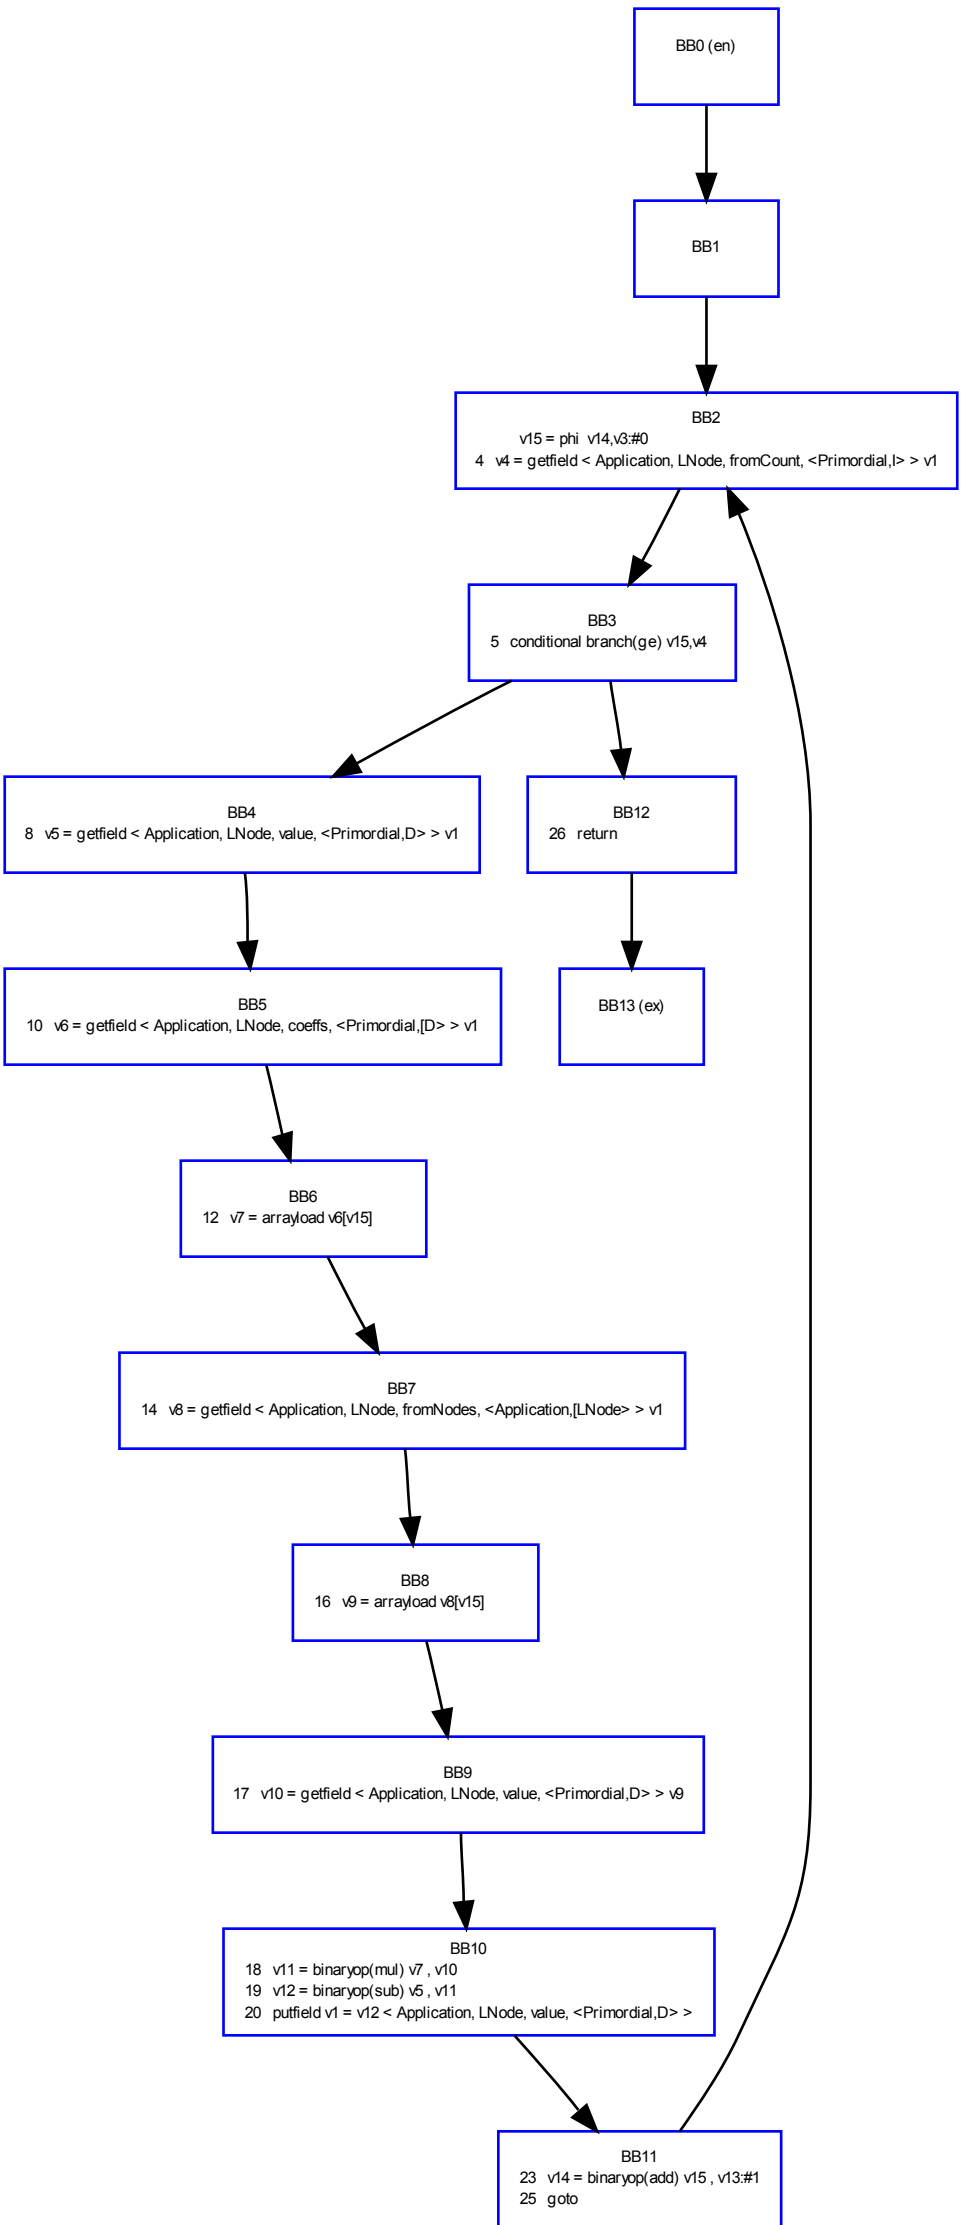 BB0 (en)
BB1
BB2
v15 = phi v14,v3:#0
4 v4 = getfield < Application, LNode, fromCount, <Primordial,I> > v1
BB3
5 conditional branch(ge) v15,v4
BB4
8 v5 = getfield < Application, LNode, value, <Primordial,D> > v1
BB12
26 return
BB5
10 v6 = getfield < Application, LNode, coeffs, <Primordial,[D> > v1
BB13 (ex)
BB6
12 v7 = arrayload v6[v15]
BB7
14 v8 = getfield < Application, LNode, fromNodes, <Application,[LNode> > v1
BB8
16 v9 = arrayload v8[v15]
BB9
17 v10 = getfield < Application, LNode, value, <Primordial,D> > v9
BB10
18 v11 = binaryop(mul) v7 , v10
19 v12 = binaryop(sub) v5 , v11
20 putfield v1 = v12 < Application, LNode, value, <Primordial,D> >
BB11
23 v14 = binaryop(add) v15 , v13:#1
25 goto